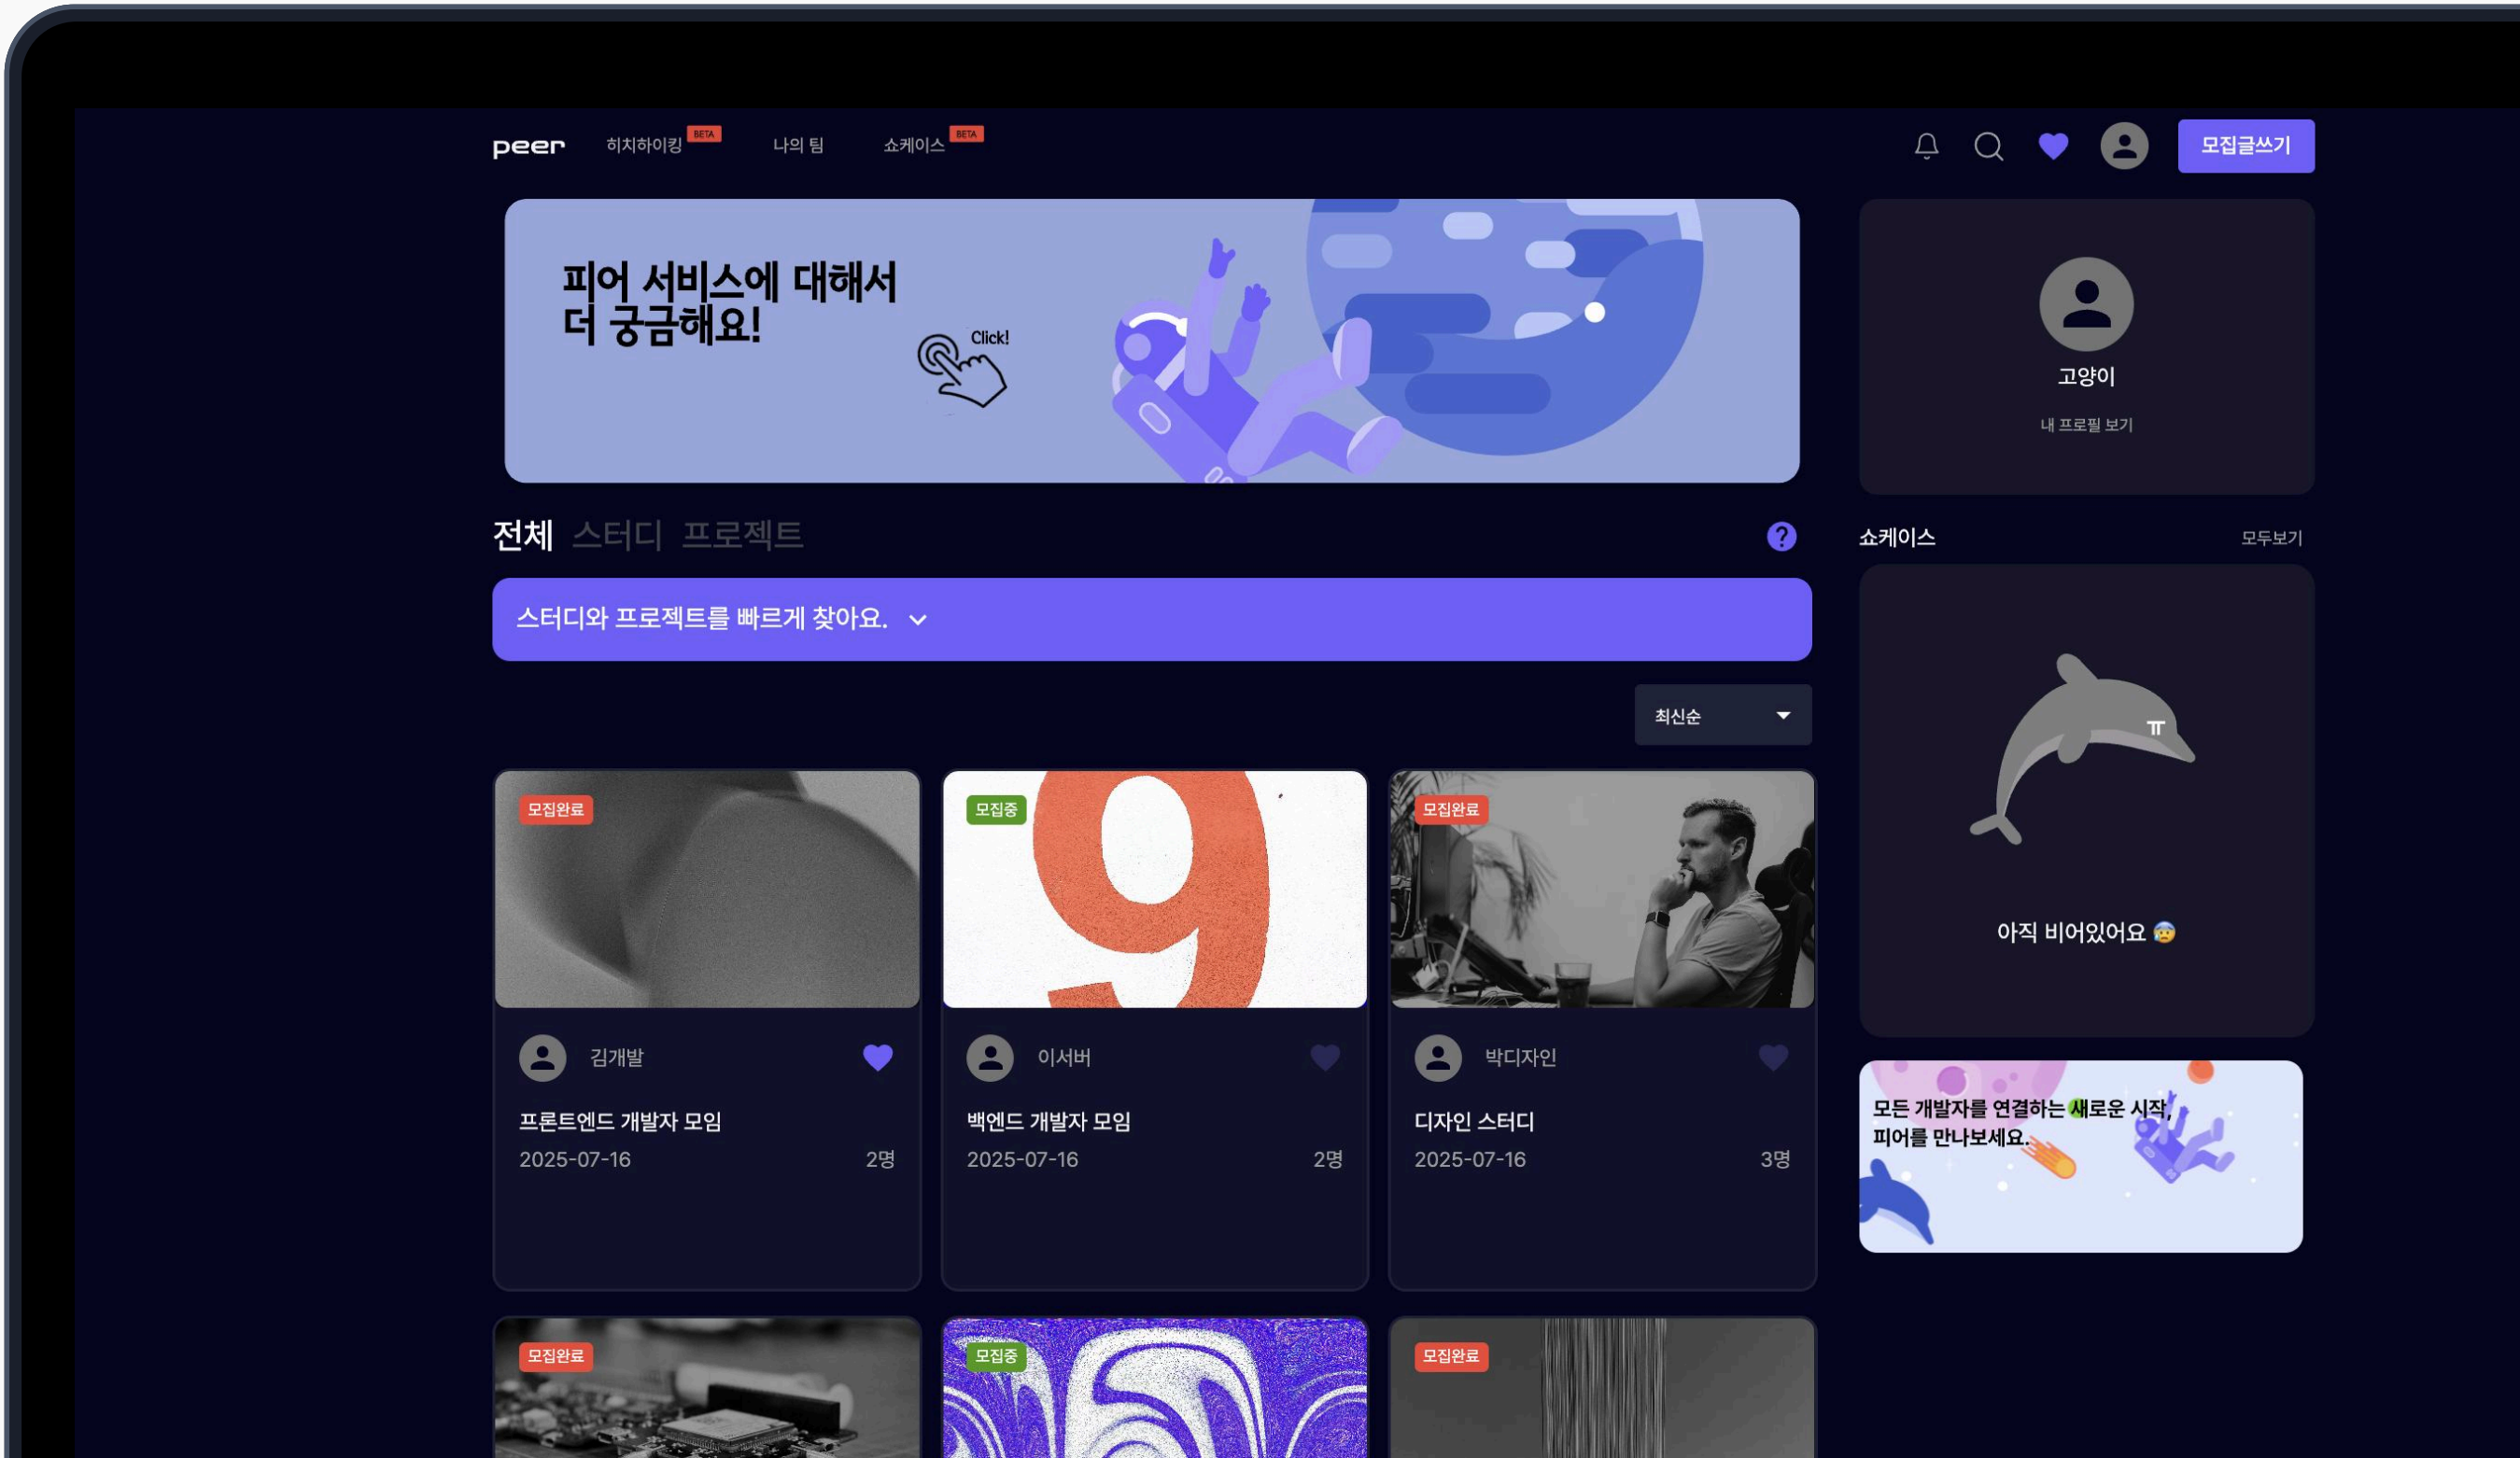 peer
히치하이킹 BETA
나의 팀
쇼케이스 BETA
모집글쓰기
피어 서비스에 대해서
더 궁금해요!
Click!
고양이
내 프로필 보기
전체 스터디 프로젝트
?
쇼케이스
모두보기
스터디와 프로젝트를 빠르게 찾아요.
최신순
ㅠ
아직 비어있어요 😰
모집완료
9
김개발
프론트엔드 개발자 모임
2025-07-16
2명
모집중
이서버
백엔드 개발자 모임
2025-07-16
2명
모집완료
박디자인
디자인 스터디
2025-07-16
3명
모든 개발자를 연결하는 새로운 시작,
피어를 만나보세요.
모집완료
모집중
모집완료